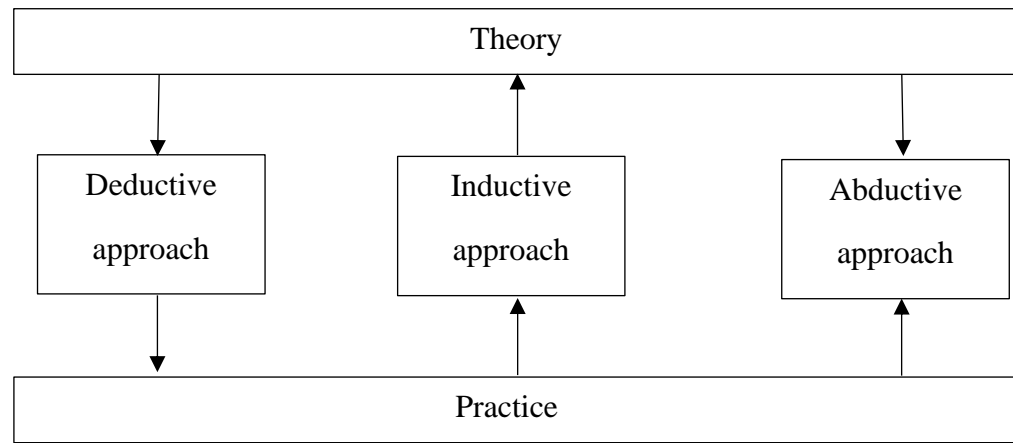 Theory
Deductive
approach
Inductive
approach
Abductive
approach
Practice